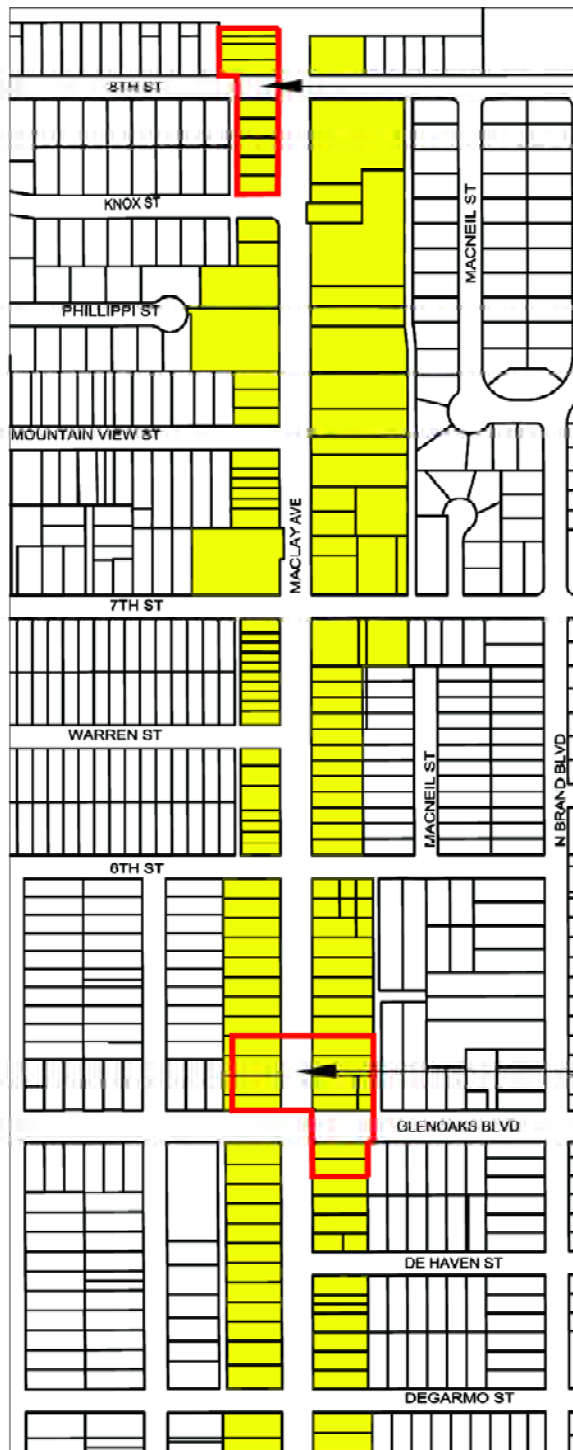 8TH ST
KNOX ST
MACNEIL ST
PHILLIPPI ST
MOUNTAIN VIEW ST
MACLAY AVE
7TH ST
WARREN ST
MACNEIL ST
N BRAND BLVD
6TH ST
GLENOAKS BLVD
DE HAVEN ST
DEGARMO ST